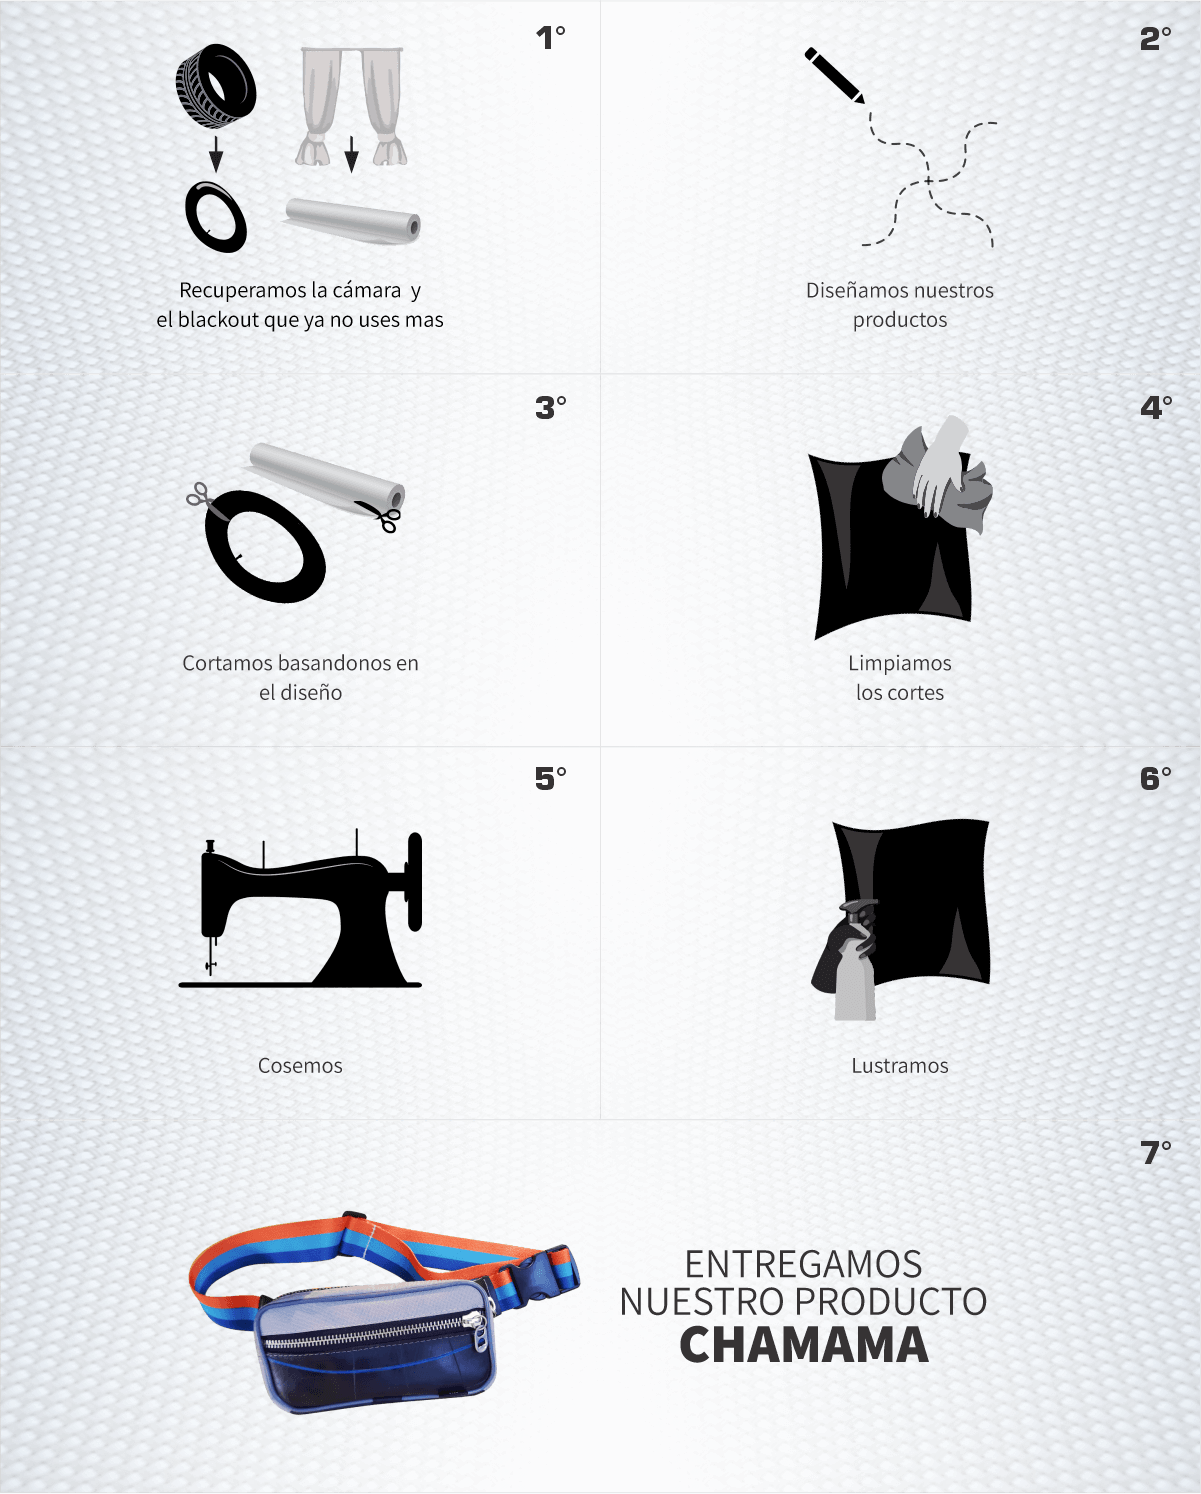 1°
Recuperamos la cámara y
el blackout que ya no uses mas
2°
Diseñamos nuestros
productos
3°
Cortamos basandonos en
el diseño
4°
Limpiamos
los cortes
5°
Cosemos
6°
Lustramos
7°
ENTREGAMOS
NUESTRO PRODUCTO
CHAMAMA